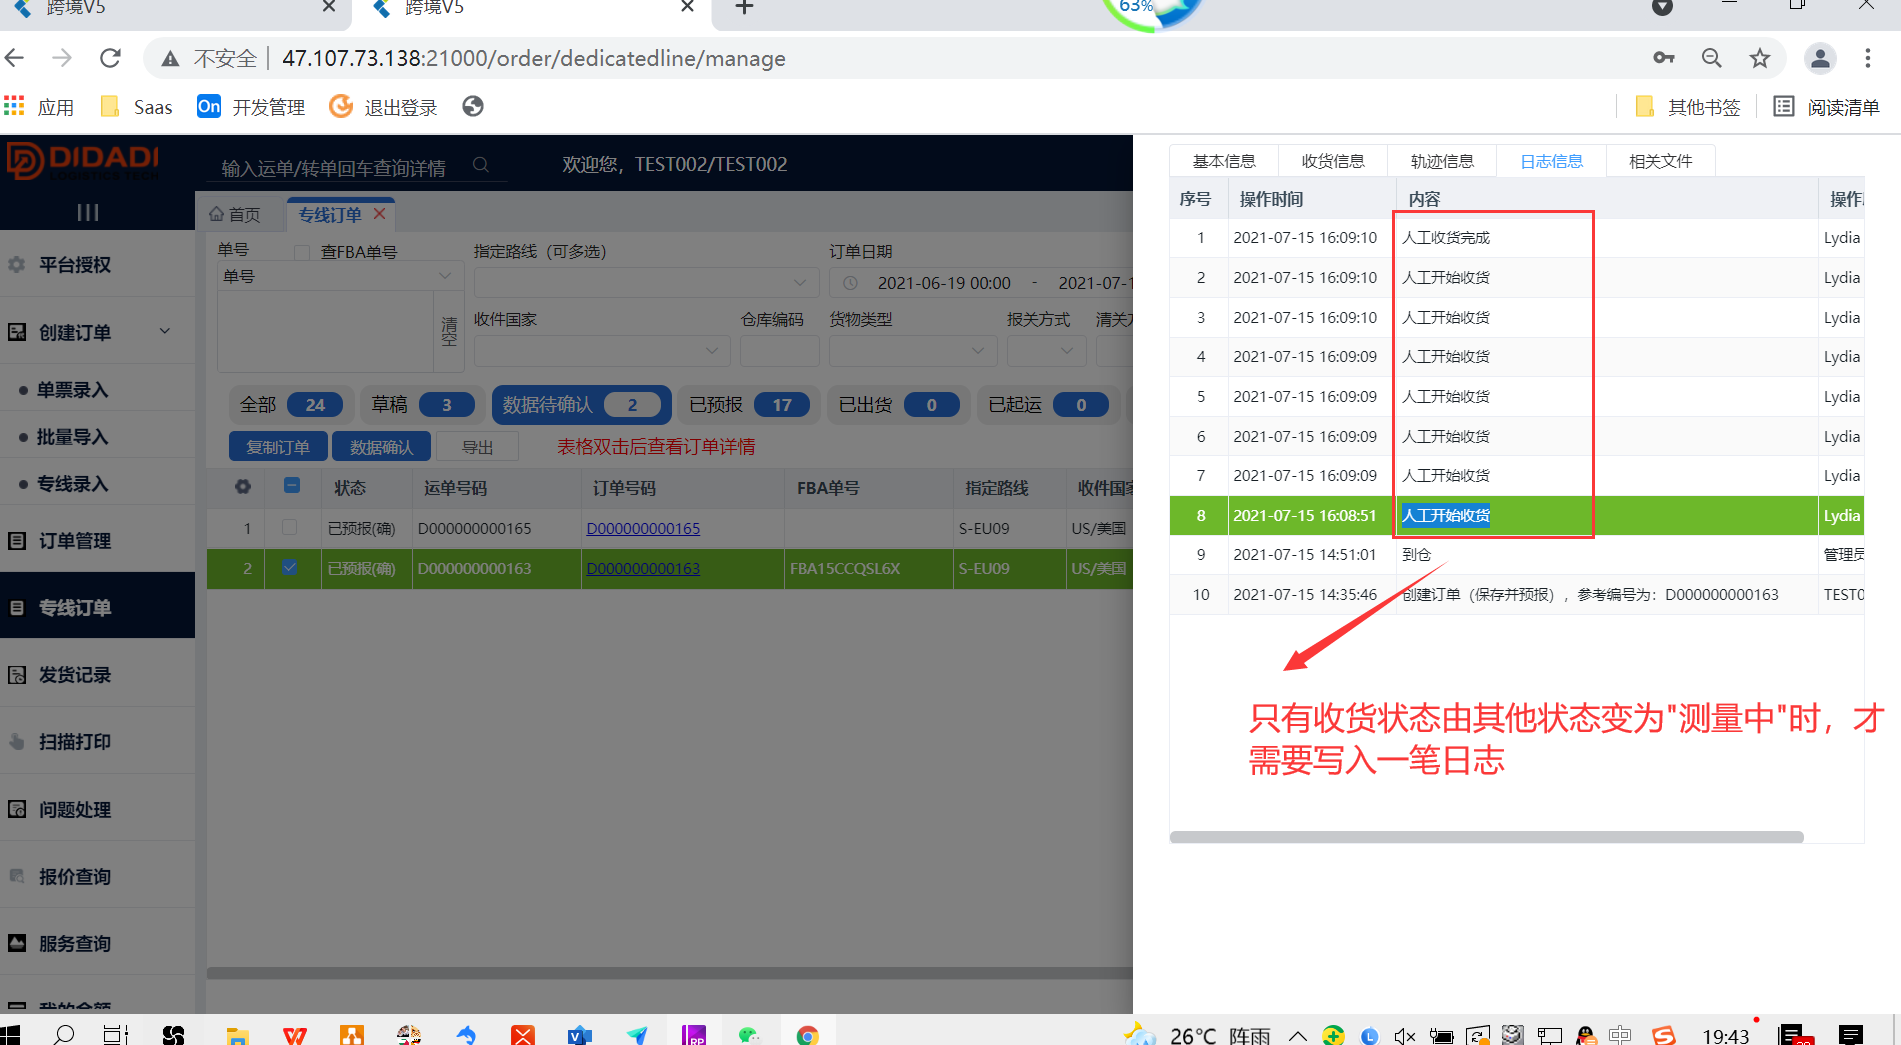 跨境V5
跨境V5
63%
不安全
47.107.73.138:21000/order/dedicatedline/manage
应用
Saas
On 开发管理
退出登录
其他书签
阅读清单
DIDADI
LOGISTICS TECH
输入运单/转单回车查询详情
欢迎您，TEST002/TEST002
首页
专线订单
平台授权
创建订单
单票录入
批量导入
专线录入
订单管理
专线订单
发货记录
扫描打印
问题处理
报价查询
服务查询
我的金额
单号
查FBA单号
指定路线（可多选）
订单日期
单号
2021-06-19 00:00 - 2021-07-1
清空
收件国家
仓库编码
货物类型
报关方式
全部 24
草稿 3
数据待确认 2
已预报 17
已出货 0
已起运 0
复制订单
数据确认
导出
表格双击后查看订单详情
状态 运单号码 订单号码 FBA单号 指定路线 收件国家
1 已预报(确) D000000000165 D000000000165 S-EU09 US/美国
2 已预报(确) D000000000163 D000000000163 FBA15CCQSL6X S-EU09 US/美国
基本信息 收货信息 轨迹信息 日志信息 相关文件
序号 操作时间 内容 操作
1 2021-07-15 16:09:10 人工收货完成 Lydia
2 2021-07-15 16:09:10 人工开始收货 Lydia
3 2021-07-15 16:09:10 人工开始收货 Lydia
4 2021-07-15 16:09:09 人工开始收货 Lydia
5 2021-07-15 16:09:09 人工开始收货 Lydia
6 2021-07-15 16:09:09 人工开始收货 Lydia
7 2021-07-15 16:09:09 人工开始收货 Lydia
8 2021-07-15 16:08:51 人工开始收货 Lydia
9 2021-07-15 14:51:01 到仓 管理员
10 2021-07-15 14:35:46 创建订单（保存并预报），参考编号为：D000000000163 TEST0
只有收货状态由其他状态变为"测量中"时，才
需要写入一笔日志
26℃ 阵雨
中
19:43